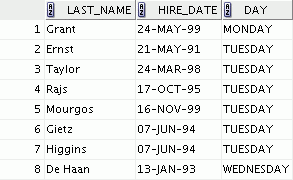 LAST_NAME HIRE_DATE DAY
1 Grant 24-MAY-99 MONDAY
2 Ernst 21-MAY-91 TUESDAY
3 Taylor 24-MAR-98 TUESDAY
4 Rajs 17-OCT-95 TUESDAY
5 Mourgos 16-NOV-99 TUESDAY
6 Gietz 07-JUN-94 TUESDAY
7 Higgins 07-JUN-94 TUESDAY
8 De Haan 13-JAN-93 WEDNESDAY